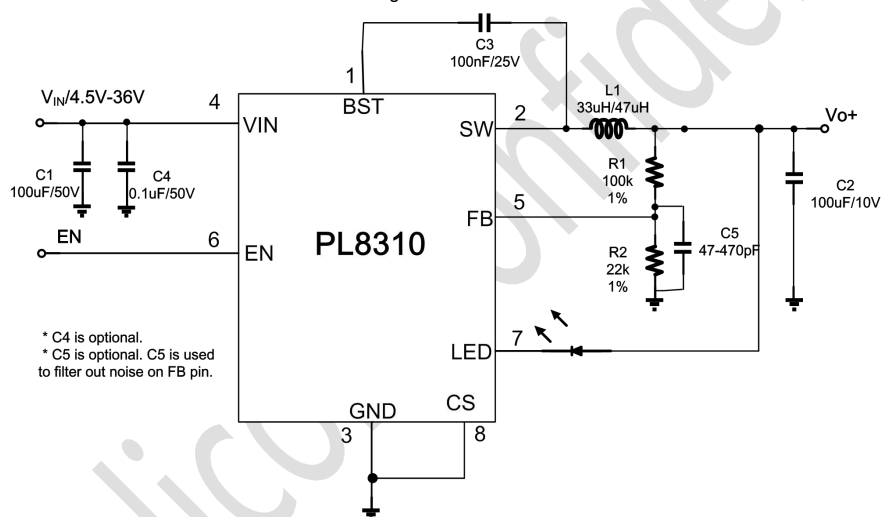 C3
100nF/25V
1
BST
V_IN/4.5V-36V
4
VIN
SW
2
L1
33uH/47uH
Vo+
C1
100uF/50V
C4
0.1uF/50V
R1
100k
1%
C2
100uF/10V
5
FB
EN
6
EN
PL8310
R2
22k
1%
C5
47-470pF
* C4 is optional.
* C5 is optional. C5 is used
to filter out noise on FB pin.
LED
7
GND
3
CS
8